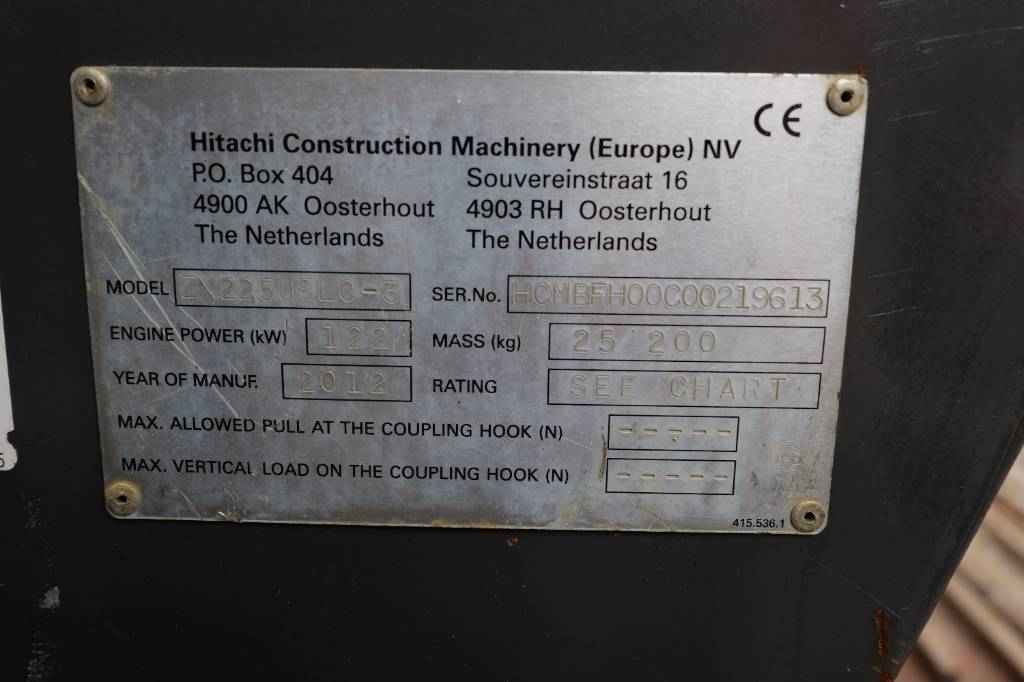 CE
Hitachi Construction Machinery (Europe) NV
P.O. Box 404 Souvereinstraat 16
4900 AK Oosterhout 4903 RH Oosterhout
The Netherlands The Netherlands
MODEL SER.No.
ENGINE POWER (kW) 122 MASS (kg) 25 200
YEAR OF MANUF. 2012 RATING SEE CHART
MAX. ALLOWED PULL AT THE COUPLING HOOK (N) -----
MAX. VERTICAL LOAD ON THE COUPLING HOOK (N) -----
415.536.1